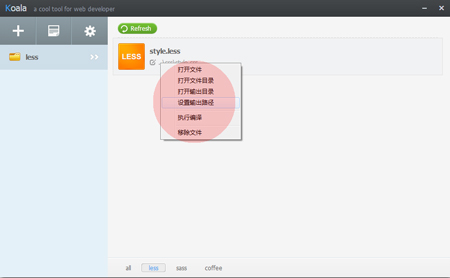 Koala a cool tool for web developer
Refresh
less
LESS
style.less
打开文件
打开文件目录
打开输出目录
设置输出路径
执行编译
移除文件
all less sass coffee